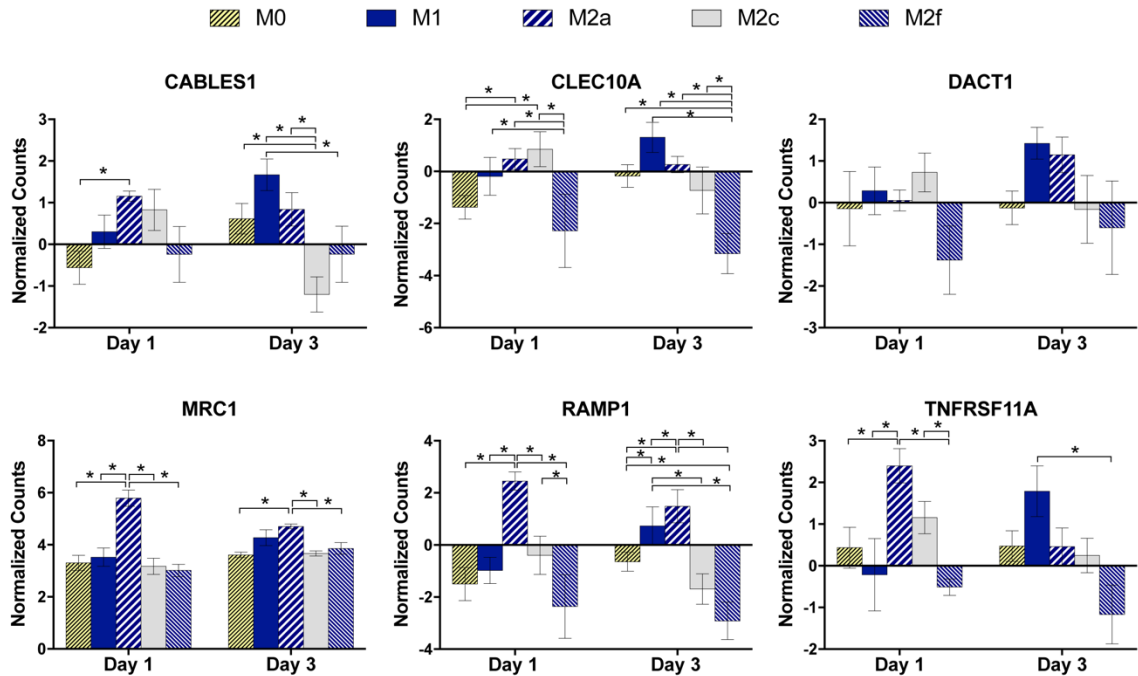 M0 M1 M2a M2c M2f
CABLES1 CLEC10A DACT1
Normalized Counts
3
2
1
0
-1
-2
* * * * * *
Day 1 Day 3
Normalized Counts
2
0
-2
-4
-6
* * * * * * * * * *
Day 1 Day 3
Normalized Counts
2
1
0
-1
-2
-3
Day 1 Day 3
MRC1 RAMP1 TNFRSF11A
Normalized Counts
8
6
4
2
0
* * * * * * *
Day 1 Day 3
Normalized Counts
4
2
0
-2
-4
* * * * * * * * * * * * *
Day 1 Day 3
Normalized Counts
3
2
1
0
-1
-2
* * * * *
Day 1 Day 3